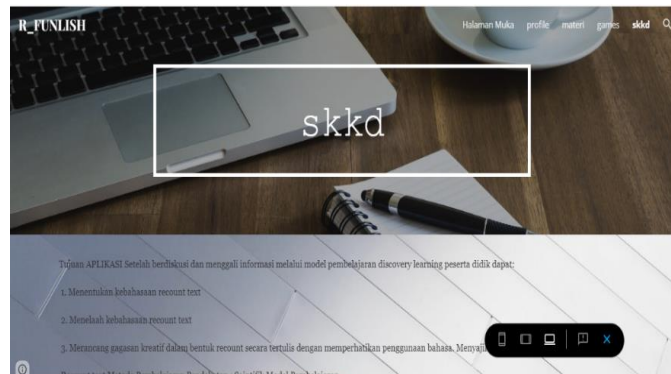 R_FUNLISH
Halaman Muka profile materi games skkd
skkd
Tujuan APLIKASI Setelah berdiskusi dan menggali informasi melalui model pembelajaran discovery learning peserta didik dapat:
1. Menentukan kebahasaan recount text
2. Menelaah kebahasaan recount text
3. Merancang gagasan kreatif dalam bentuk recount secara tertulis dengan memperhatikan penggunaan bahasa. Menyaji